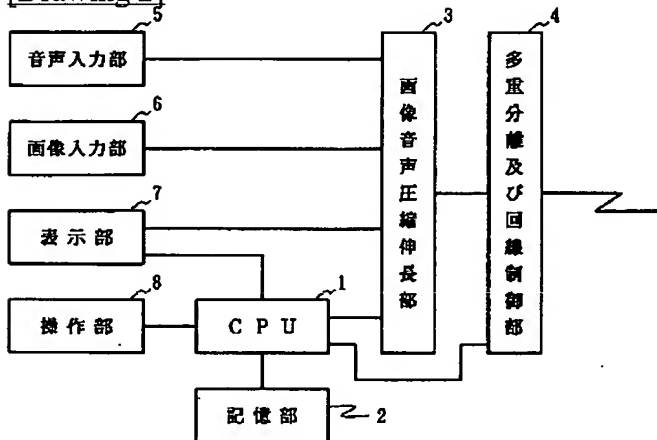 [Drawing 2]
5
音声入力部
6
画像入力部
7
表示部
8
操作部
1
CPU
記憶部
2
3
画像音声圧縮伸長部
4
多重分離及び回線制御部